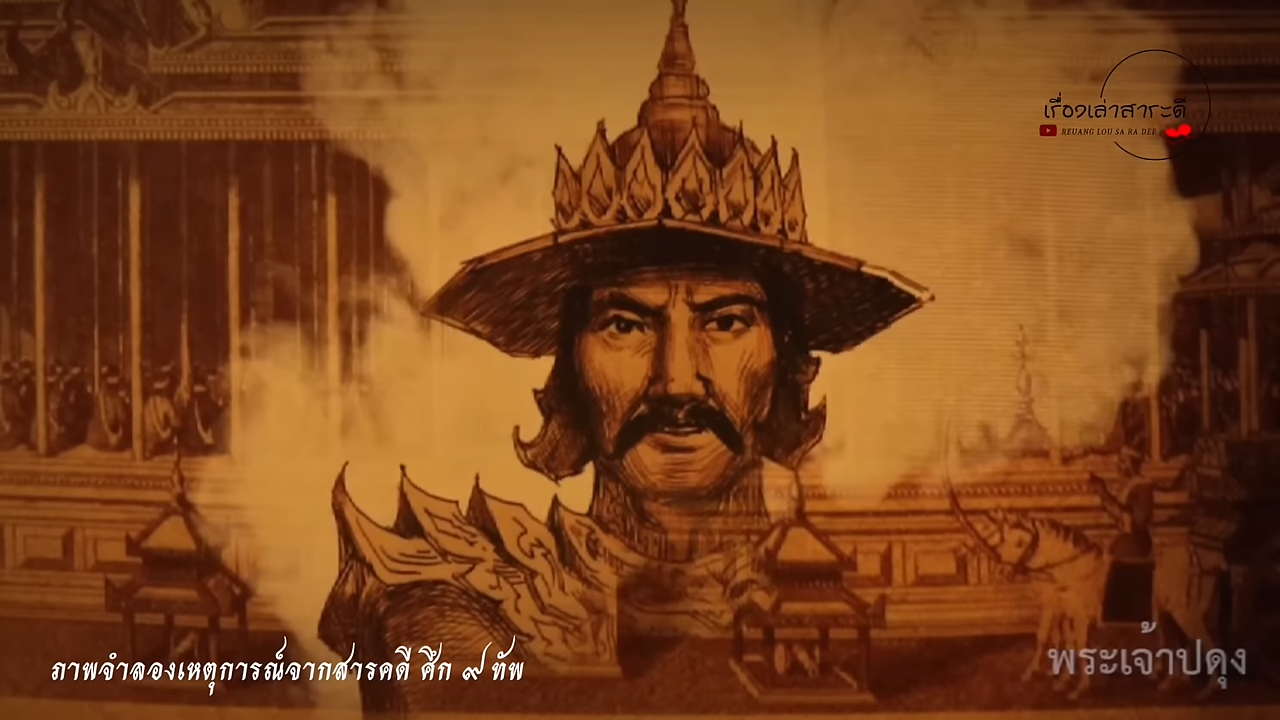 เรื่องเล่าสาระดี
REUANG LOU SA RA DEE
ภาพจำลองเหตุการณ์จากสารคดี ศึก ๙ ทัพ
พระเจ้าปดุง